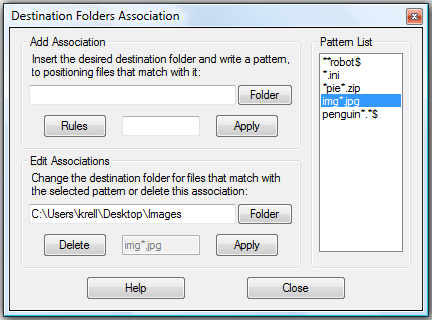 Destination Folders Association
Add Association
Insert the desired destination folder and write a pattern,
to positioning files that match with it:
Folder
Rules
Apply
Edit Associations
Change the destination folder for files that match with
the selected pattern or delete this association:
C:\Users\krell\Desktop\Images
Folder
Delete
img*.jpg
Apply
Pattern List
**robot$
*.ini
*pie*.zip
img*.jpg
penguin*.*$
Help
Close